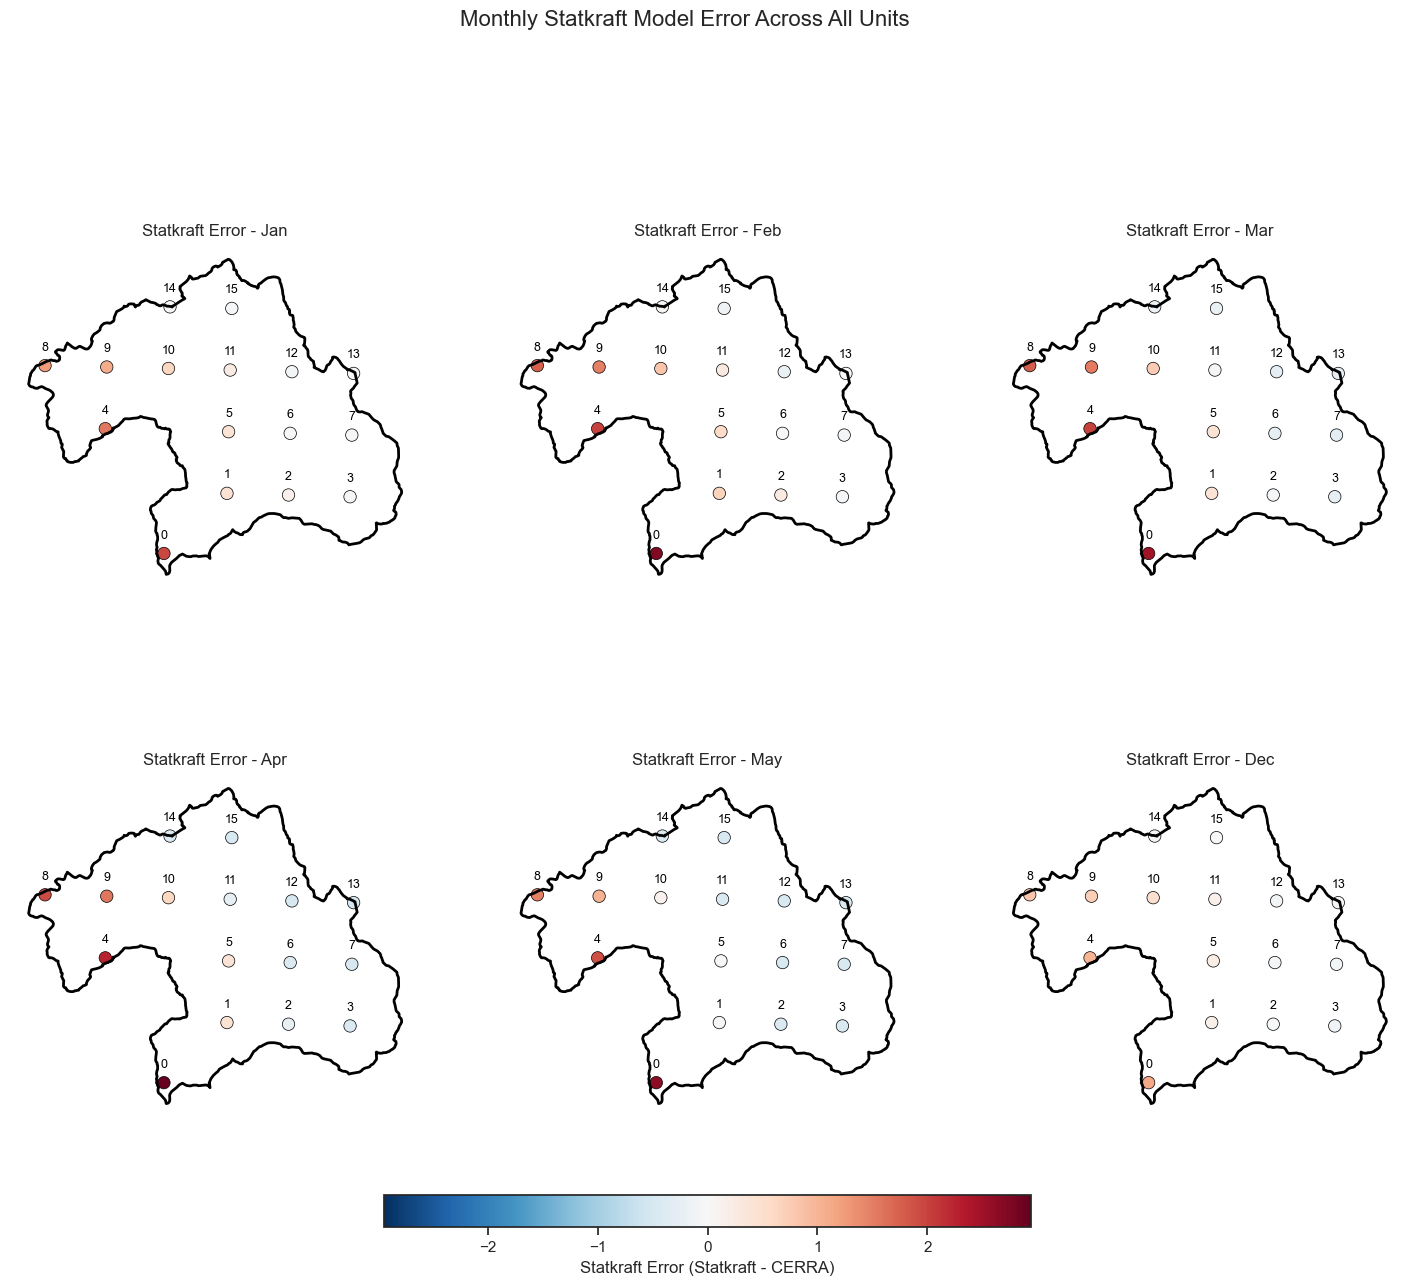 Monthly Statkraft Model Error Across All Units
Statkraft Error - Jan
Statkraft Error - Feb
Statkraft Error - Mar
14 15
14 15
14 15
8 9 10 11 12 13
8 9 10 11 12 13
8 9 10 11 12 13
4 5 6 7
4 5 6 7
4 5 6 7
1 2 3
1 2 3
1 2 3
0
0
0
Statkraft Error - Apr
Statkraft Error - May
Statkraft Error - Dec
14 15
14 15
14 15
8 9 10 11 12 13
8 9 10 11 12 13
8 9 10 11 12 13
4 5 6 7
4 5 6 7
4 5 6 7
1 2 3
1 2 3
1 2 3
0
0
0
−2 −1 0 1 2
Statkraft Error (Statkraft - CERRA)